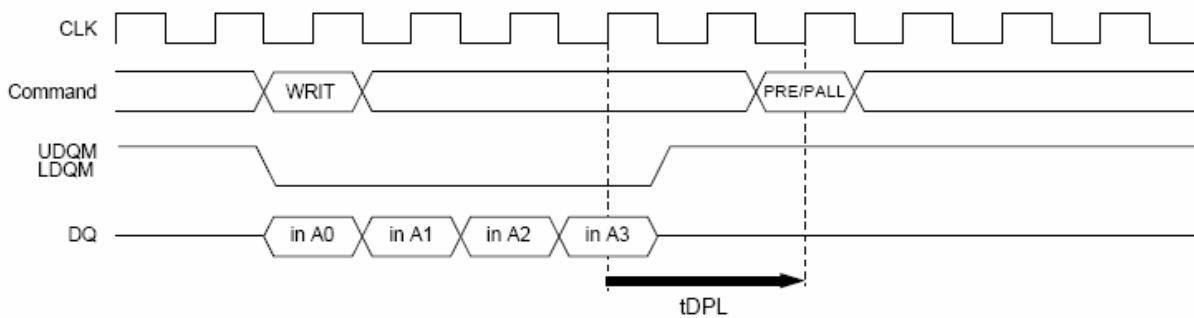 CLK
Command WRIT PRE/PALL
UDQM
LDQM
DQ in A0 in A1 in A2 in A3
tDPL